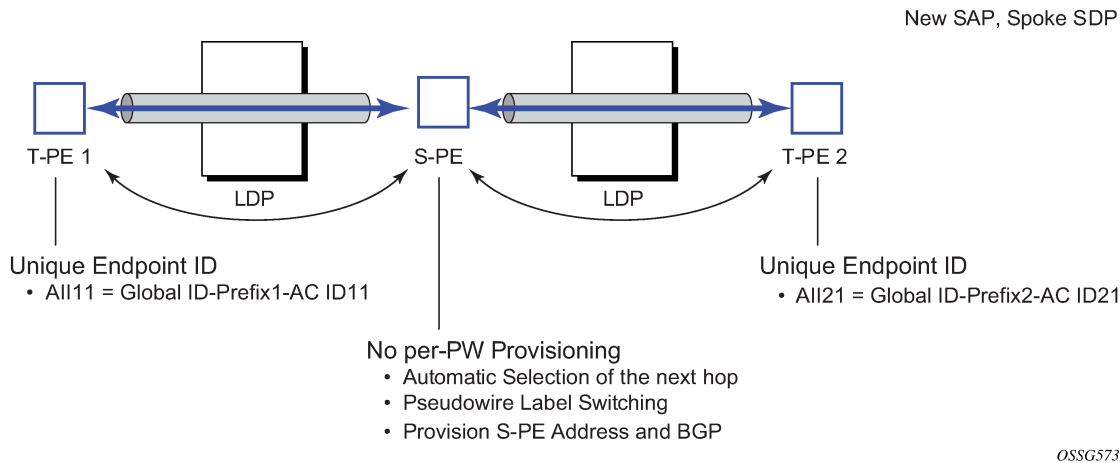 New SAP, Spoke SDP
T-PE 1
S-PE
T-PE 2
LDP
LDP
Unique Endpoint ID
• AII11 = Global ID-Prefix1-AC ID11
Unique Endpoint ID
• AII21 = Global ID-Prefix2-AC ID21
No per-PW Provisioning
• Automatic Selection of the next hop
• Pseudowire Label Switching
• Provision S-PE Address and BGP
OSSG573